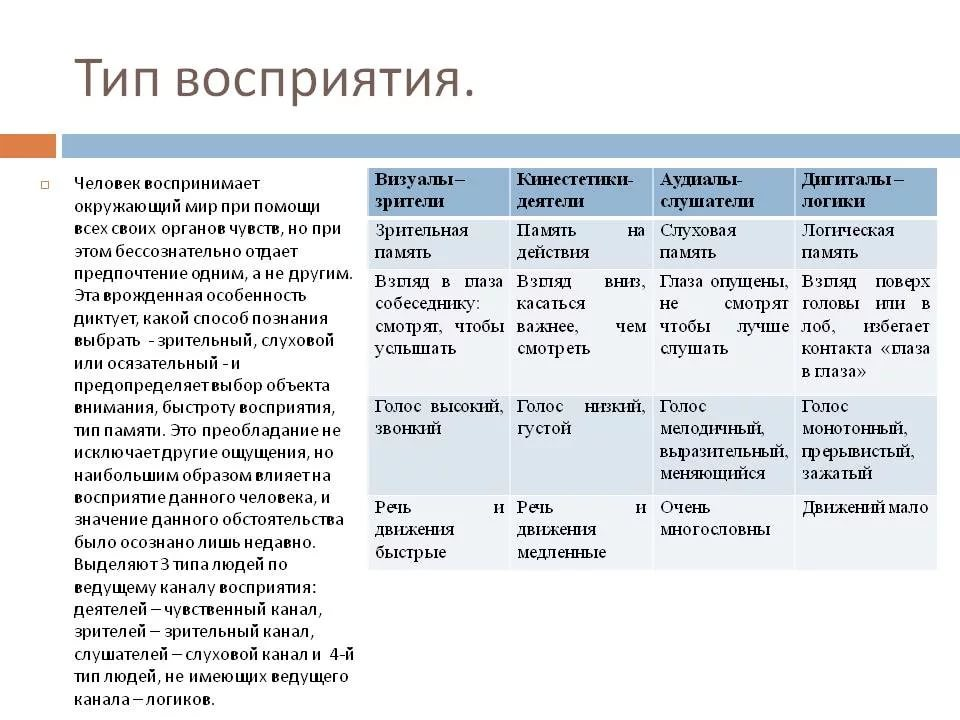 Тип восприятия.
Человек воспринимает
окружающий мир при помощи
всех своих органов чувств, но при
этом бессознательно отдает
предпочтение одним, а не другим.
Эта врожденная особенность
диктует, какой способ познания
выбрать - зрительный, слуховой
или осязательный - и
предопределяет выбор объекта
внимания, быстроту восприятия,
тип памяти. Это преобладание не
исключает другие ощущения, но
наибольшим образом влияет на
восприятие данного человека, и
значение данного обстоятельства
было осознано лишь недавно.
Выделяют 3 типа людей по
ведущему каналу восприятия:
деятелей – чувственный канал,
зрителей – зрительный канал,
слушателей – слуховой канал и 4-й
тип людей, не имеющих ведущего
канала – логиков.
Визуалы – зрители
Кинестетики-деятели
Аудиалы-слушатели
Дигиталы – логики
Зрительная память
Память на действия
Слуховая память
Логическая память
Взгляд в глаза
собеседнику:
смотрят, чтобы
услышать
Взгляд вниз,
касаться
важнее, чем
смотреть
Глаза опущены,
не смотрят
чтобы лучше
слушать
Взгляд поверх
головы или в
лоб, избегает
контакта «глаза
в глаза»
Голос высокий,
звонкий
Голос низкий,
густой
Голос
мелодичный,
выразительный,
меняющийся
Голос
монотонный,
прерывистый,
зажатый
Речь и
движения
быстрые
Речь и
движения
медленные
Очень
многословны
Движений мало